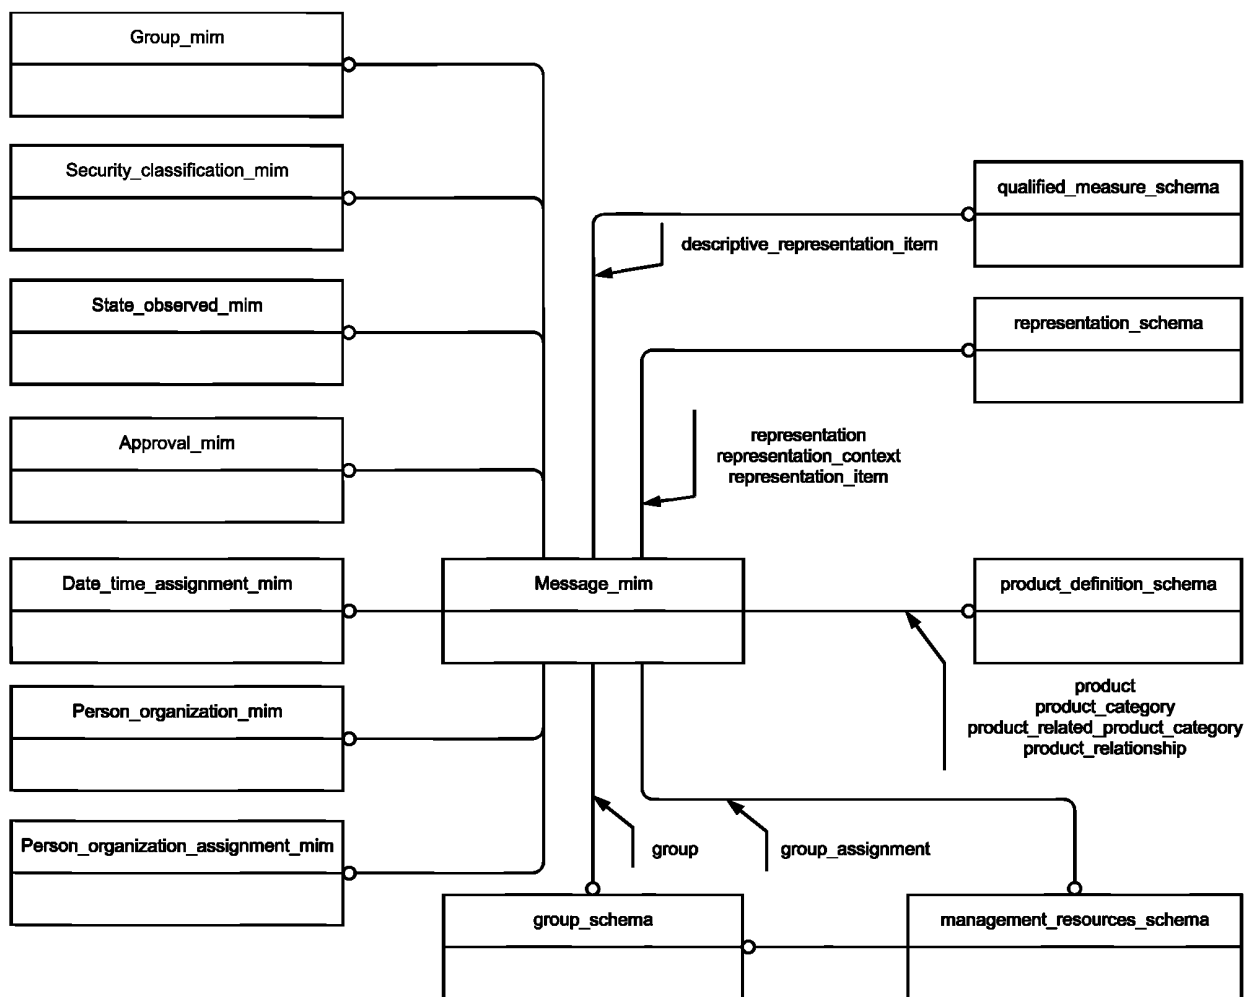 Group_mim
Security_classification_mim
qualified_measure_schema
descriptive_representation_item
State_observed_mim
representation_schema
Approval_mim
representation
representation_context
representation_item
Date_time_assignment_mim
Message_mim
product_definition_schema
product
product_category
product_related_product_category
product_relationship
Person_organization_mim
Person_organization_assignment_mim
group
group_assignment
group_schema
management_resources_schema